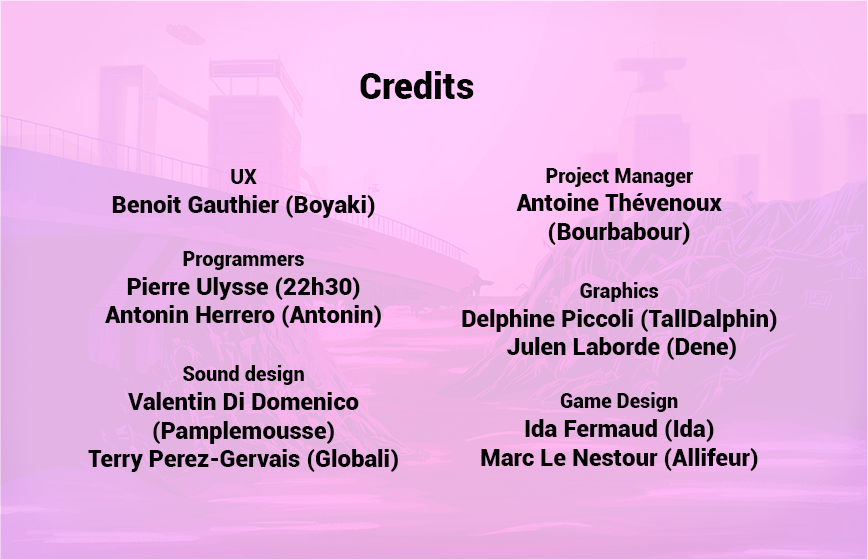 Credits
UX
Benoit Gauthier (Boyaki)
Programmers
Pierre Ulysse (22h30)
Antonin Herrero (Antonin)
Sound design
Valentin Di Domenico
(Pamplemousse)
Terry Perez-Gervais (Globali)
Project Manager
Antoine Thévenoux
(Bourbabour)
Graphics
Delphine Piccoli (TallDalphin)
Julen Laborde (Dene)
Game Design
Ida Fermaud (Ida)
Marc Le Nestour (Allifeur)